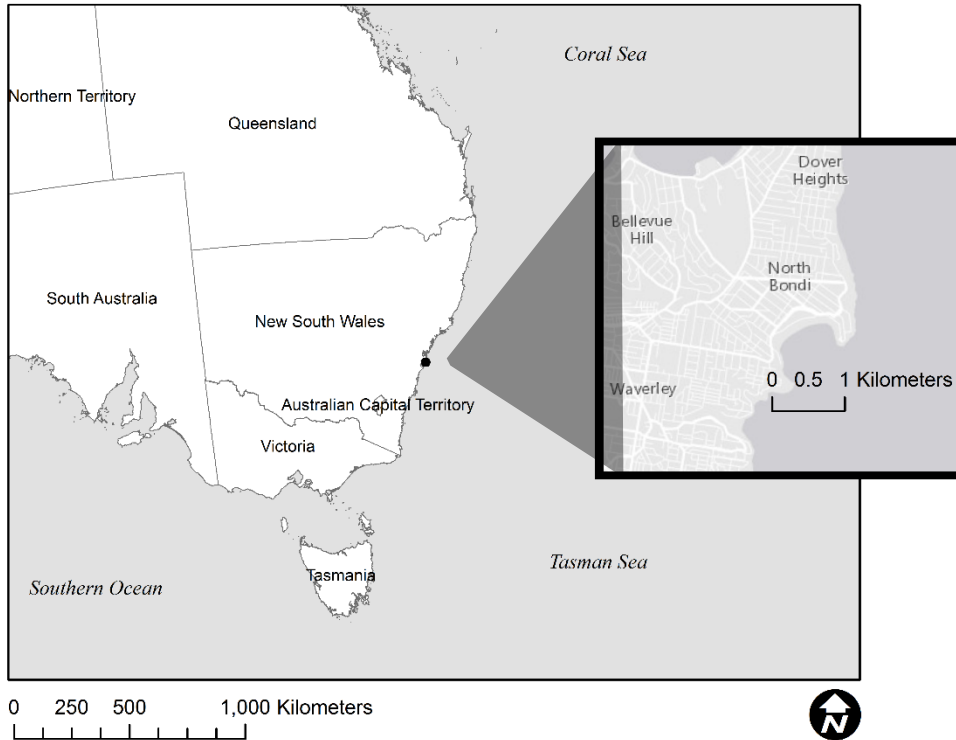 Coral Sea
Northern Territory
Queensland
Dover
Heights
Bellevue
Hill
North
Bondi
South Australia
New South Wales
0 0.5 1 Kilometers
Waverley
Australian Capital Territory
Victoria
Tasman Sea
Tasmania
Southern Ocean
0 250 500 1,000 Kilometers
N